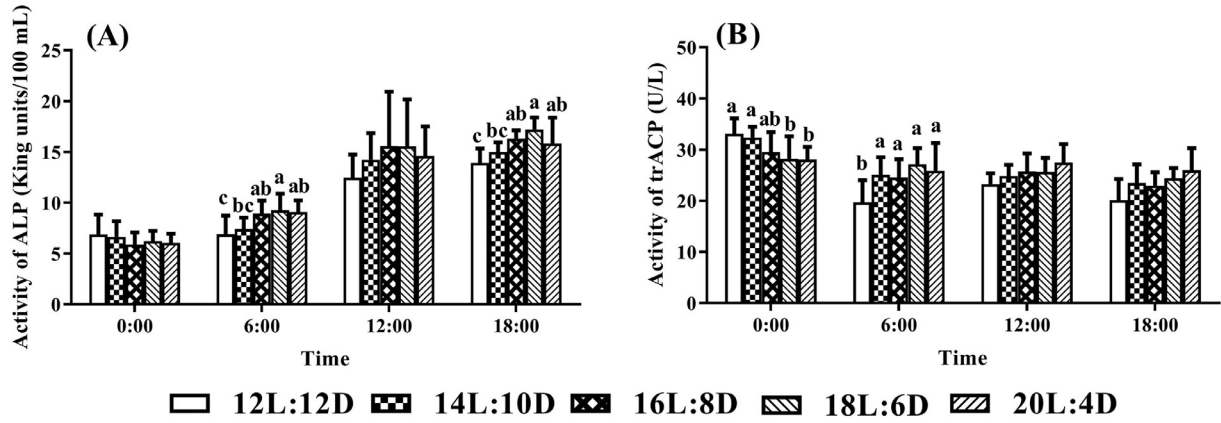 (A)
Activity of ALP (King units/100 mL)
25
20
15
10
5
0
c bc ab a ab
c bc ab a ab
0:00 6:00 12:00 18:00
Time
(B)
Activity of trACP (U/L)
50
40
30
20
10
0
a a ab b b
b a a a a
0:00 6:00 12:00 18:00
Time
12L:12D 14L:10D 16L:8D 18L:6D 20L:4D